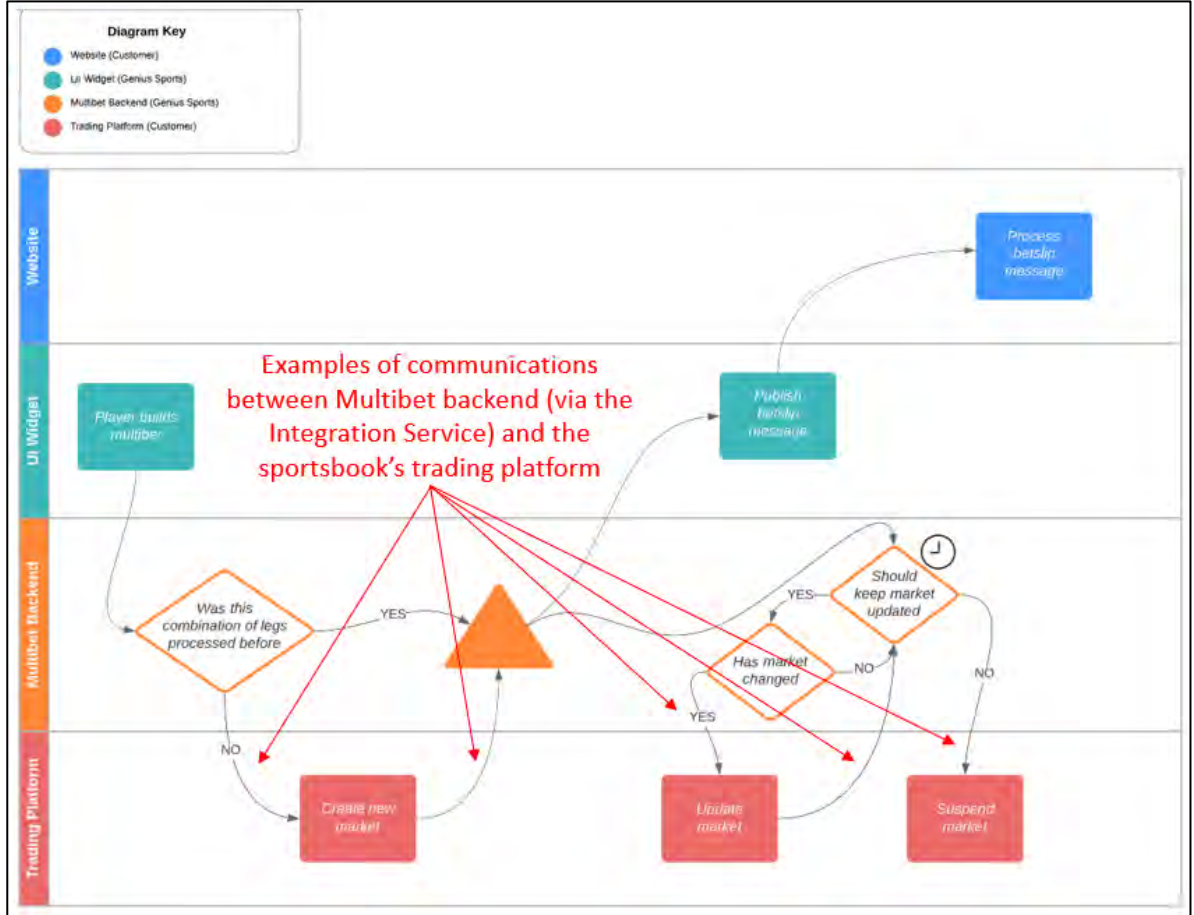 Diagram Key
Website (Customer)
UI Widget (Genius Sports)
Multibet Backend (Genius Sports)
Trading Platform (Customer)
Website
Process
betslip
message
UI Widget
Player builds
multibet
Examples of communications
between Multibet backend (via the
Integration Service) and the
sportsbook's trading platform
Publish
betslip
message
Multibet Backend
Was this
combination of legs
processed before
YES
NO
Should
keep market
updated
YES
Has market
changed
NO
YES
NO
Trading Platform
Create new
market
Update
market
Suspend
market